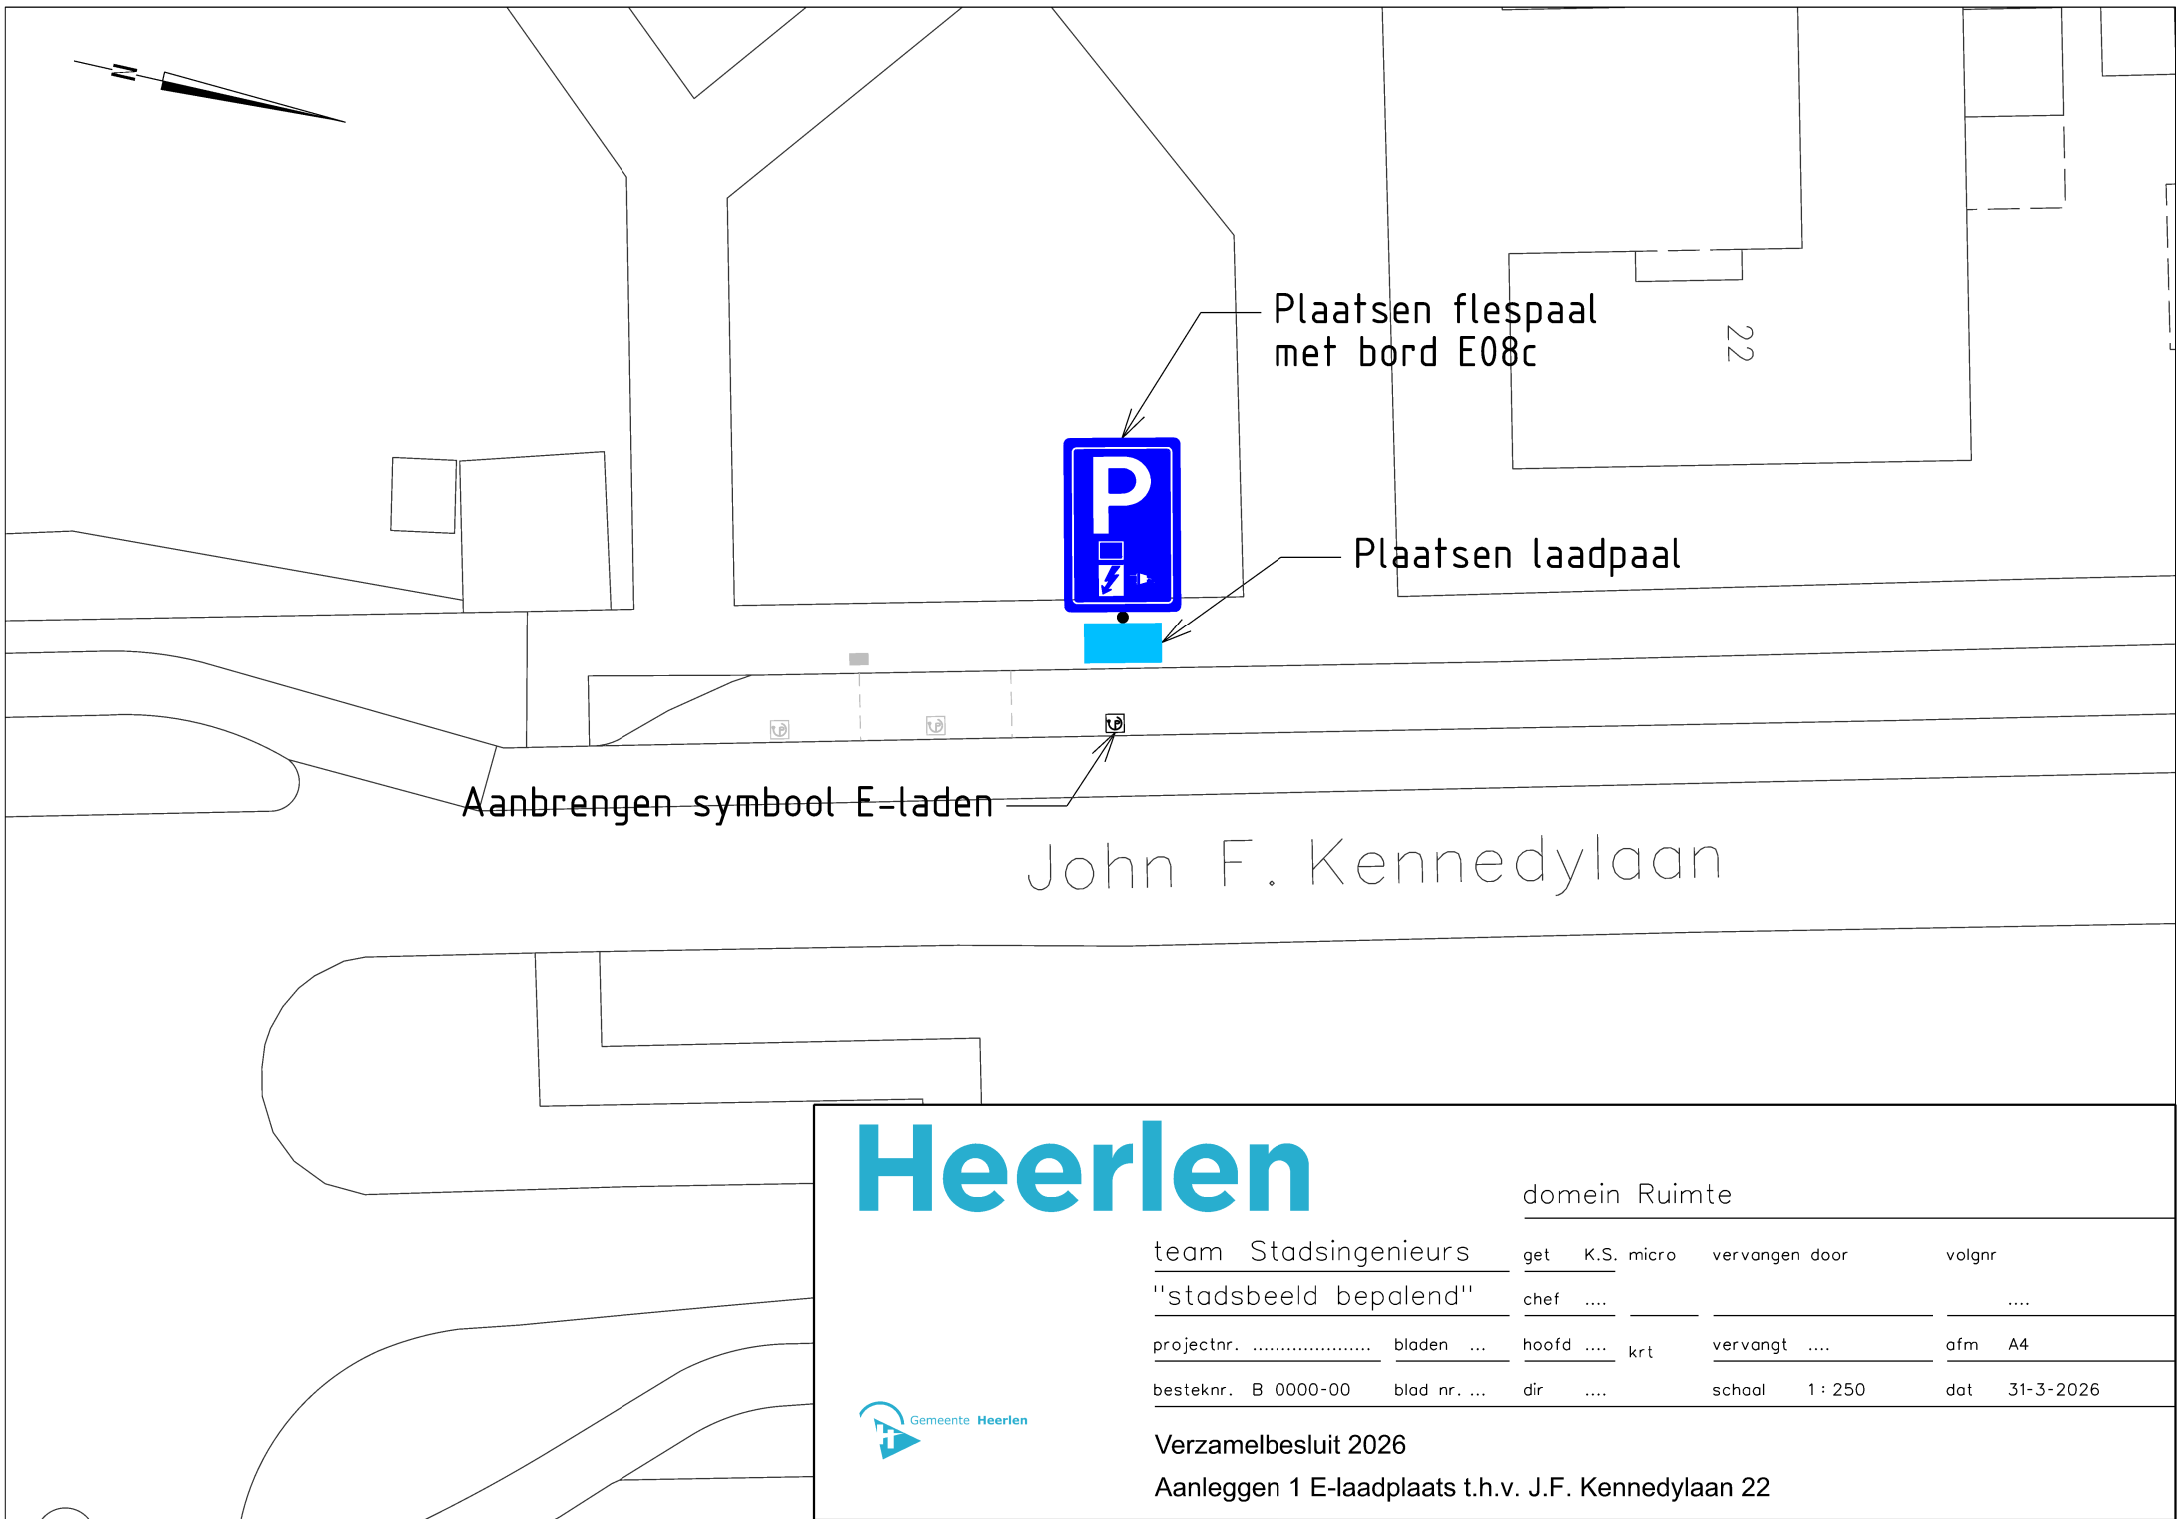 N
Plaatsen flespaal
met bord E08c
22
P
Plaatsen laadpaal
Aanbrengen symbool E-laden
John F. Kennedylaan
Heerlen
domein Ruimte
team Stadsingenieurs get K.S. micro vervangen door volgnr
"stadsbeeld bepalend" chef .... ....
projectnr. ..................... bladen ... hoofd .... krt vervangt .... afm A4
besteknr. B 0000-00 blad nr. ... dir .... schaal 1 : 250 dat 31-3-2026
H Gemeente Heerlen
Verzamelbesluit 2026
Aanleggen 1 E-laadplaats t.h.v. J.F. Kennedylaan 22